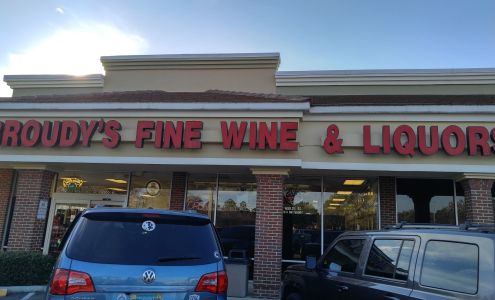 ROUDY'S FINE WINE & LIQUORS